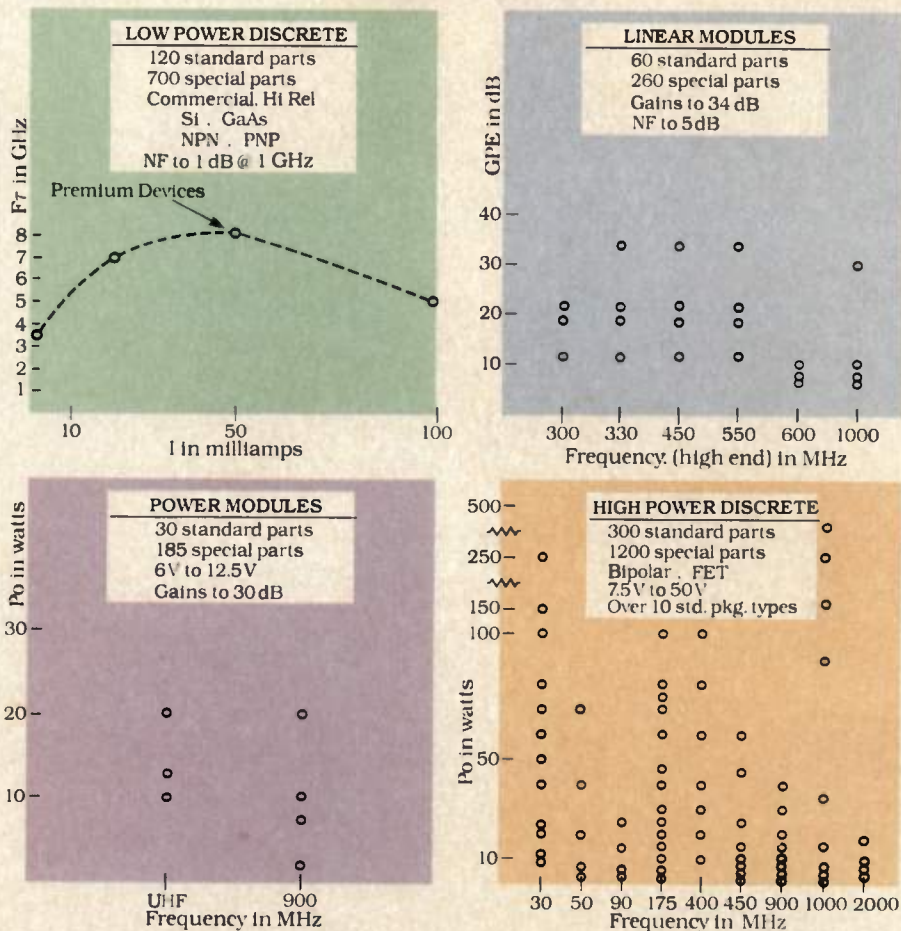 LOW POWER DISCRETE
120 standard parts
700 special parts
Commercial, Hi Rel
Si , GaAs
NPN , PNP
NF to 1 dB @ 1 GHz
Premium Devices
Fτ in GHz
8
7
5
4
3
2
1
10 50 100
I in milliamps
LINEAR MODULES
60 standard parts
260 special parts
Gains to 34 dB
NF to 5dB
GPE in dB
40
30
20
10
300 330 450 550 600 1000
Frequency. (high end) in MHz
POWER MODULES
30 standard parts
185 special parts
6V to 12.5V
Gains to 30 dB
Po in watts
30
20
10
UHF 900
Frequency in MHz
HIGH POWER DISCRETE
300 standard parts
1200 special parts
Bipolar , FET
7.5V to 50V
Over 10 std. pkg. types
Po in watts
500
250
150
100
50
10
30 50 90 175 400 450 900 1000 2000
Frequency in MHz